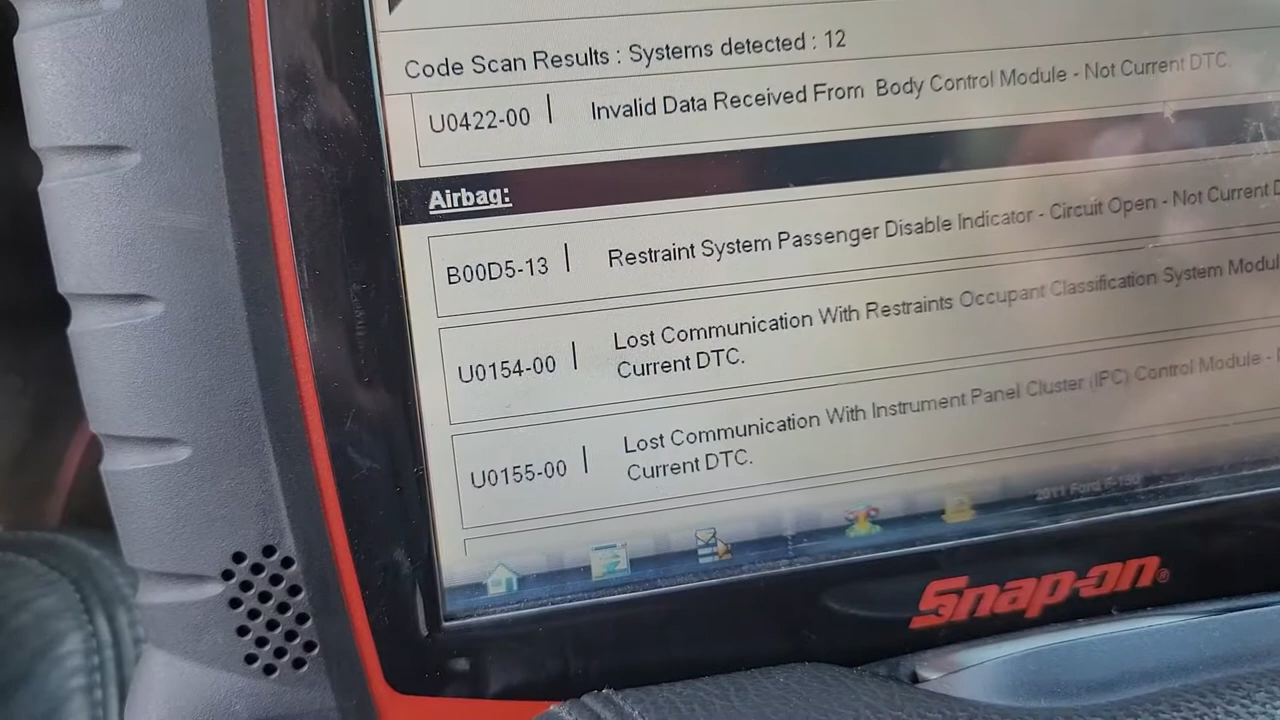 Code Scan Results : Systems detected : 12
U0422-00 | Invalid Data Received From Body Control Module - Not Current DTC.
Airbag:
B00D5-13 | Restraint System Passenger Disable Indicator - Circuit Open - Not Current D
U0154-00 | Lost Communication With Restraints Occupant Classification System Modul
Current DTC.
U0155-00 | Lost Communication With Instrument Panel Cluster (IPC) Control Module -
Current DTC.
2011 Ford F-150
Snap-on®